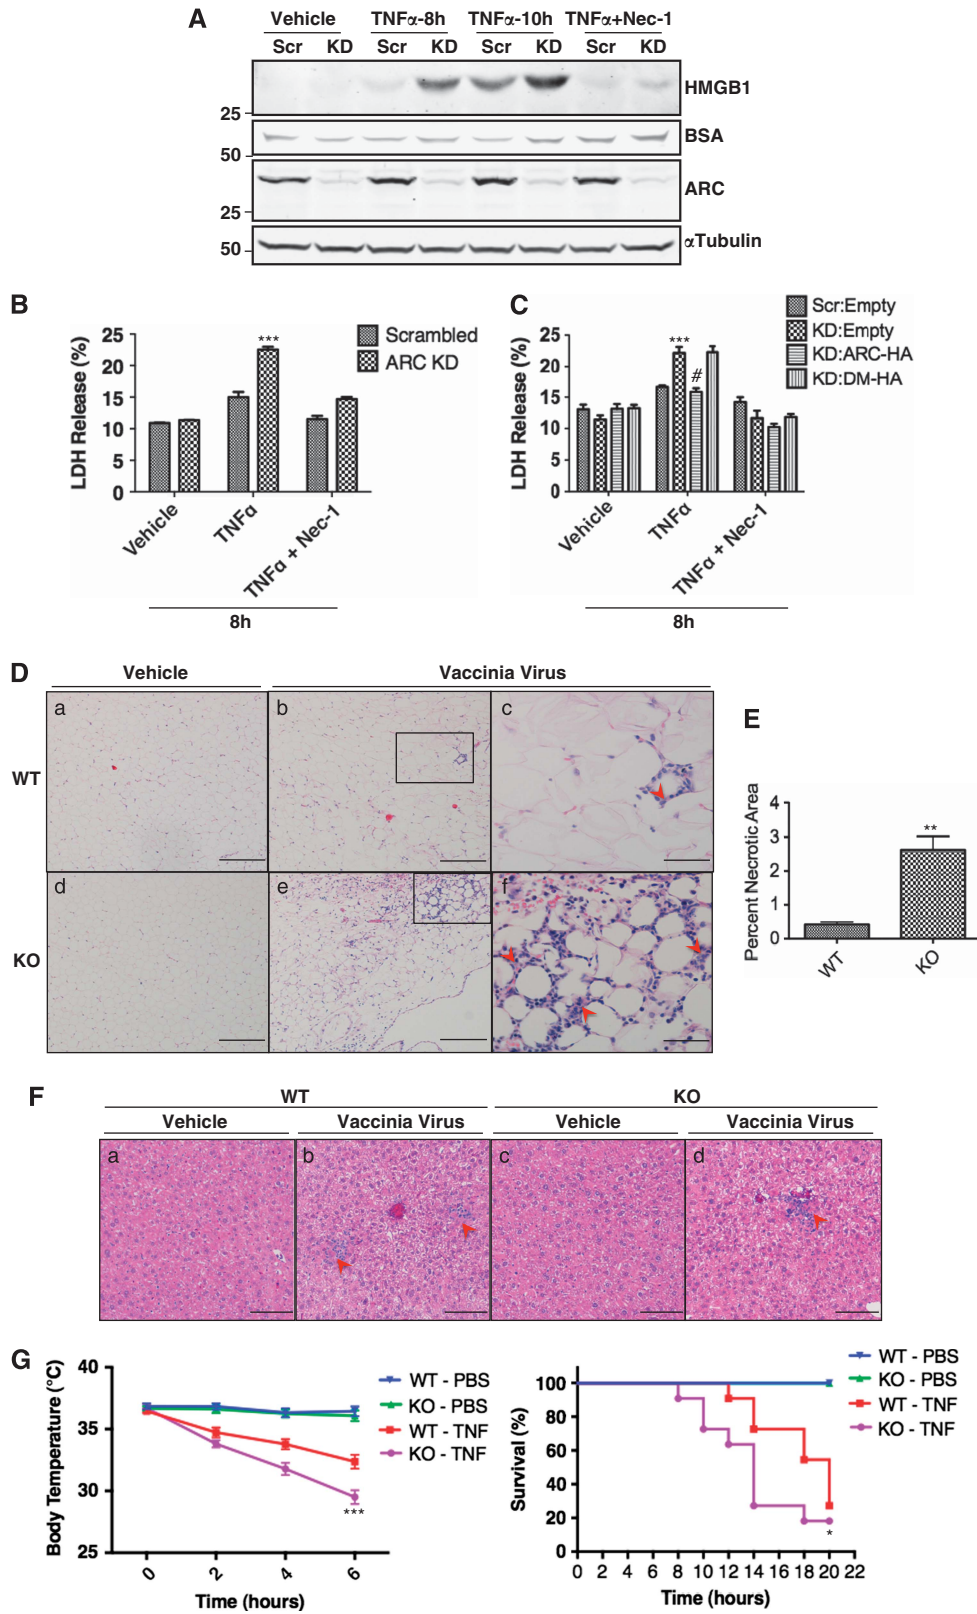 A
Vehicle TNFα-8h TNFα-10h TNFα+Nec-1
Scr KD Scr KD Scr KD Scr KD
HMGB1
25
BSA
50
ARC
25
αTubulin
50
B
LDH Release (%)
25
20
15
10
5
0
Scrambled
ARC KD
***
Vehicle
TNFα
TNFα + Nec-1
8h
C
LDH Release (%)
25
20
15
10
5
0
Scr:Empty
KD:Empty
KD:ARC-HA
KD:DM-HA
***
#
Vehicle
TNFα
TNFα + Nec-1
8h
D
Vehicle Vaccinia Virus
WT
a b c
KO
d e f
E
Percent Necrotic Area
4
3
2
1
0
**
WT
KO
F
WT KO
Vehicle Vaccinia Virus Vehicle Vaccinia Virus
a b c d
G
Body Temperature (°C)
40
35
30
25
WT - PBS
KO - PBS
WT - TNF
KO - TNF
***
0 2 4 6
Time (hours)
Survival (%)
100
80
60
40
20
0
WT - PBS
KO - PBS
WT - TNF
KO - TNF
*
0 2 4 6 8 10 12 14 16 18 20 22
Time (hours)